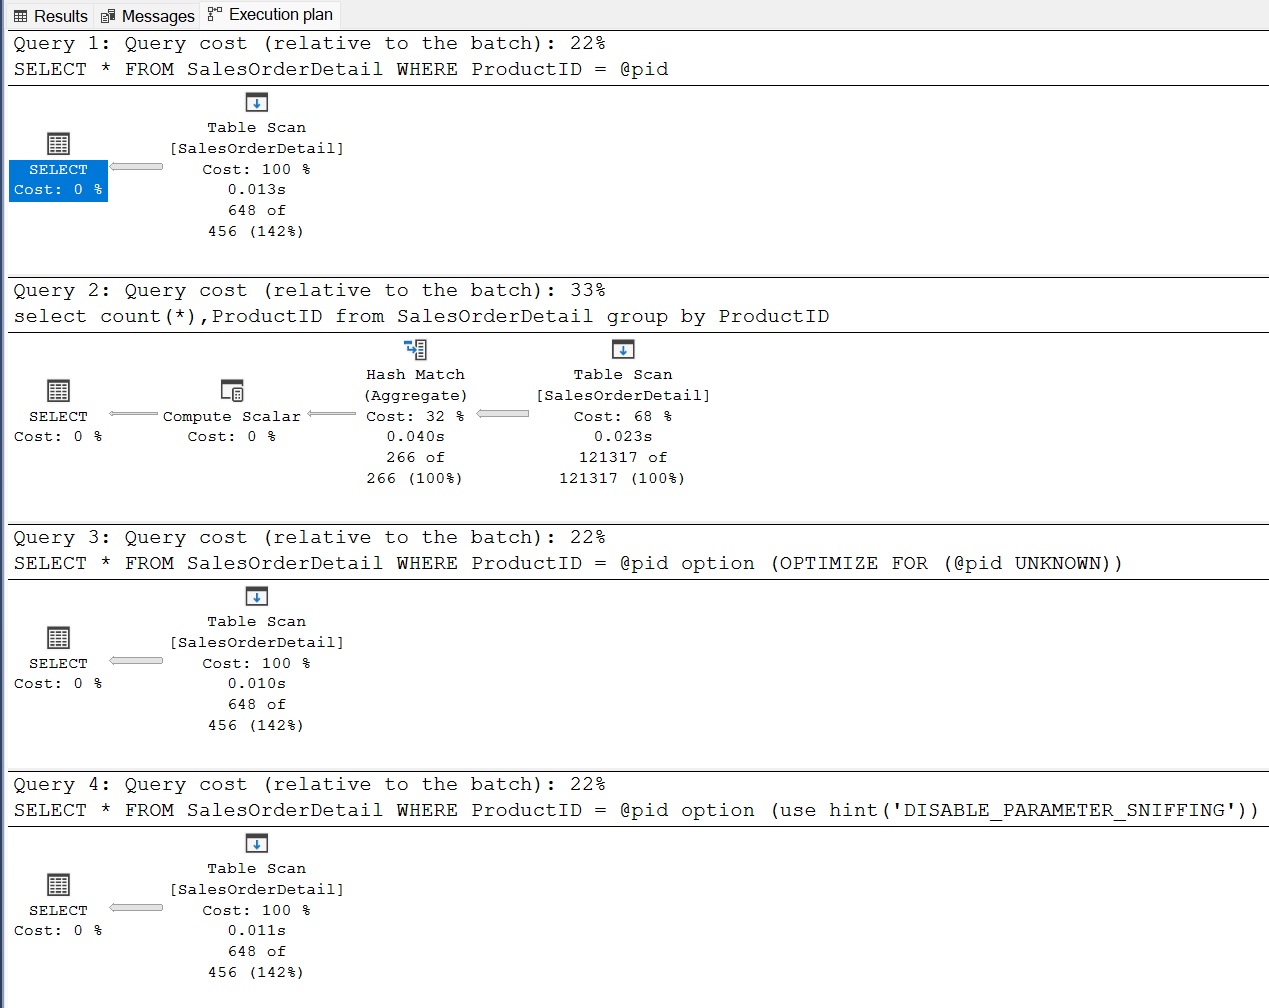 Results Messages Execution plan
Query 1: Query cost (relative to the batch): 22%
SELECT * FROM SalesOrderDetail WHERE ProductID = @pid
Table Scan
[SalesOrderDetail]
Cost: 100 %
0.013s
648 of
456 (142%)
SELECT
Cost: 0 %
Query 2: Query cost (relative to the batch): 33%
select count(*),ProductID from SalesOrderDetail group by ProductID
SELECT
Cost: 0 %
Compute Scalar
Cost: 0 %
Hash Match
(Aggregate)
Cost: 32 %
0.040s
266 of
266 (100%)
Table Scan
[SalesOrderDetail]
Cost: 68 %
0.023s
121317 of
121317 (100%)
Query 3: Query cost (relative to the batch): 22%
SELECT * FROM SalesOrderDetail WHERE ProductID = @pid option (OPTIMIZE FOR (@pid UNKNOWN))
Table Scan
[SalesOrderDetail]
Cost: 100 %
0.010s
648 of
456 (142%)
SELECT
Cost: 0 %
Query 4: Query cost (relative to the batch): 22%
SELECT * FROM SalesOrderDetail WHERE ProductID = @pid option (use hint('DISABLE_PARAMETER_SNIFFING'))
Table Scan
[SalesOrderDetail]
Cost: 100 %
0.011s
648 of
456 (142%)
SELECT
Cost: 0 %